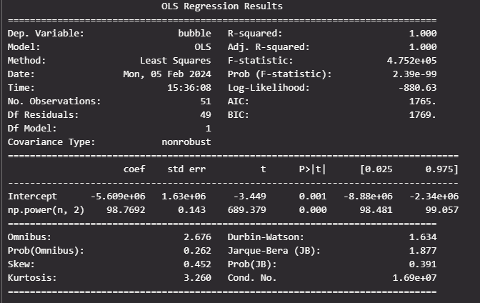 OLS Regression Results
Dep. Variable: bubble R-squared: 1.000
Model: OLS Adj. R-squared: 1.000
Method: Least Squares F-statistic: 4.752e+05
Date: Mon, 05 Feb 2024 Prob (F-statistic): 2.39e-99
Time: 15:36:08 Log-Likelihood: -880.63
No. Observations: 51 AIC: 1765.
Df Residuals: 49 BIC: 1769.
Df Model: 1
Covariance Type: nonrobust
coef std err t P>|t| [0.025 0.975]
Intercept -5.609e+06 1.63e+06 -3.449 0.001 -8.88e+06 -2.34e+06
np.power(n, 2) 98.7692 0.143 689.379 0.000 98.481 99.057
Omnibus: 2.676 Durbin-Watson: 1.634
Prob(Omnibus): 0.262 Jarque-Bera (JB): 1.877
Skew: 0.452 Prob(JB): 0.391
Kurtosis: 3.260 Cond. No. 1.69e+07